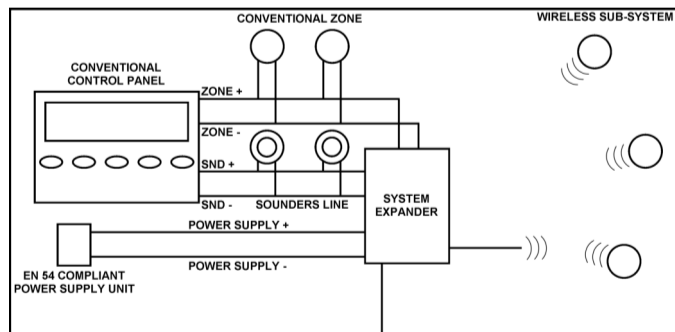 CONVENTIONAL ZONE
WIRELESS SUB-SYSTEM
CONVENTIONAL
CONTROL PANEL
ZONE +
ZONE -
SND +
SND -
SOUNDERS LINE
SYSTEM
EXPANDER
POWER SUPPLY +
POWER SUPPLY -
EN 54 COMPLIANT
POWER SUPPLY UNIT